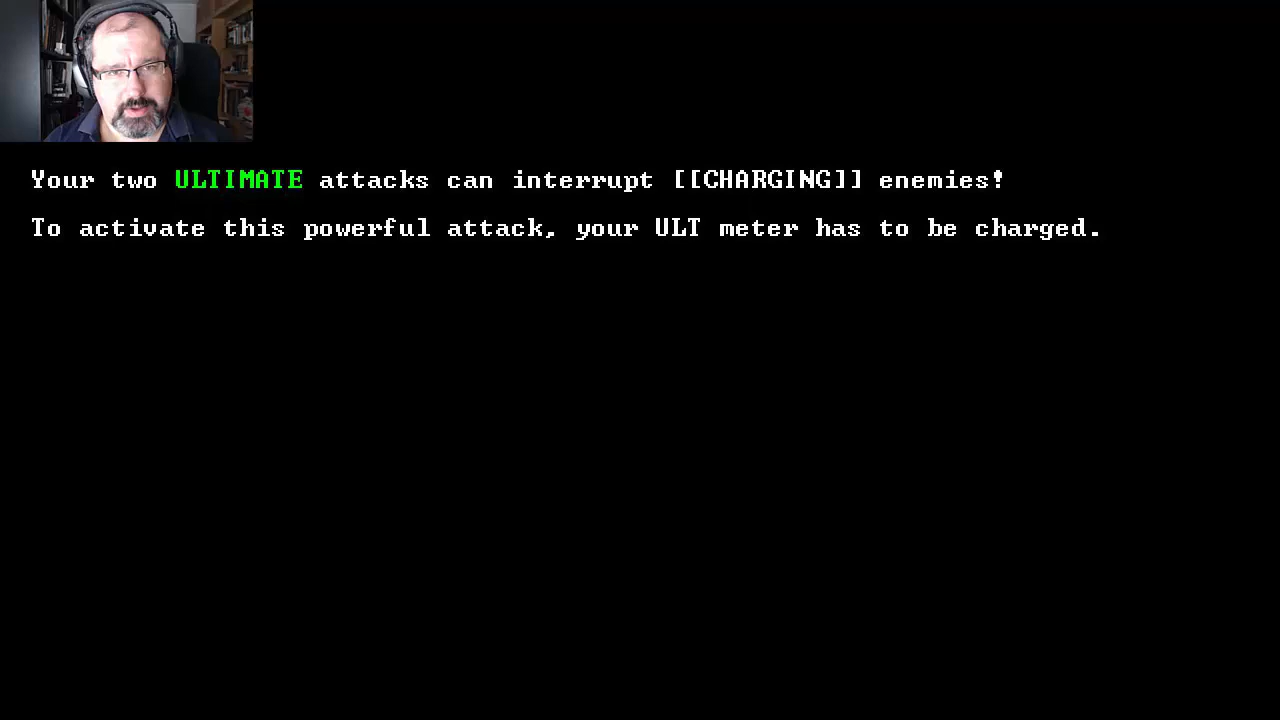 Your two ULTIMATE attacks can interrupt [[CHARGING]] enemies!
To activate this powerful attack, your ULT meter has to be charged.